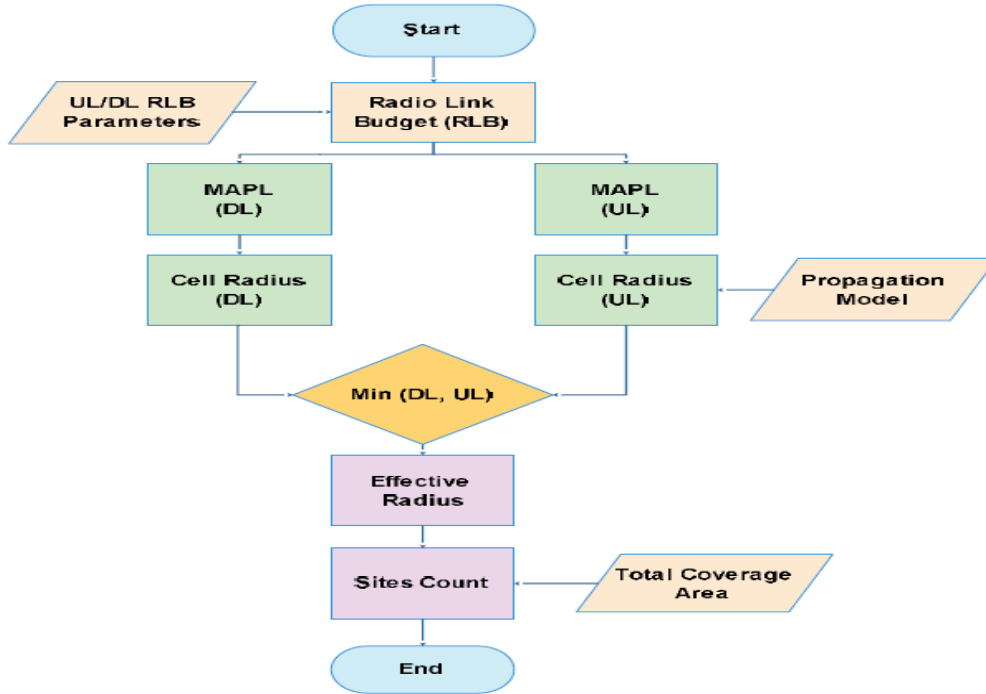 Start
UL/DL RLB
Parameters
Radio Link
Budget (RLB)
MAPL
(DL)
MAPL
(UL)
Cell Radius
(DL)
Cell Radius
(UL)
Propagation
Model
Min (DL, UL)
Effective
Radius
Sites Count
Total Coverage
Area
End